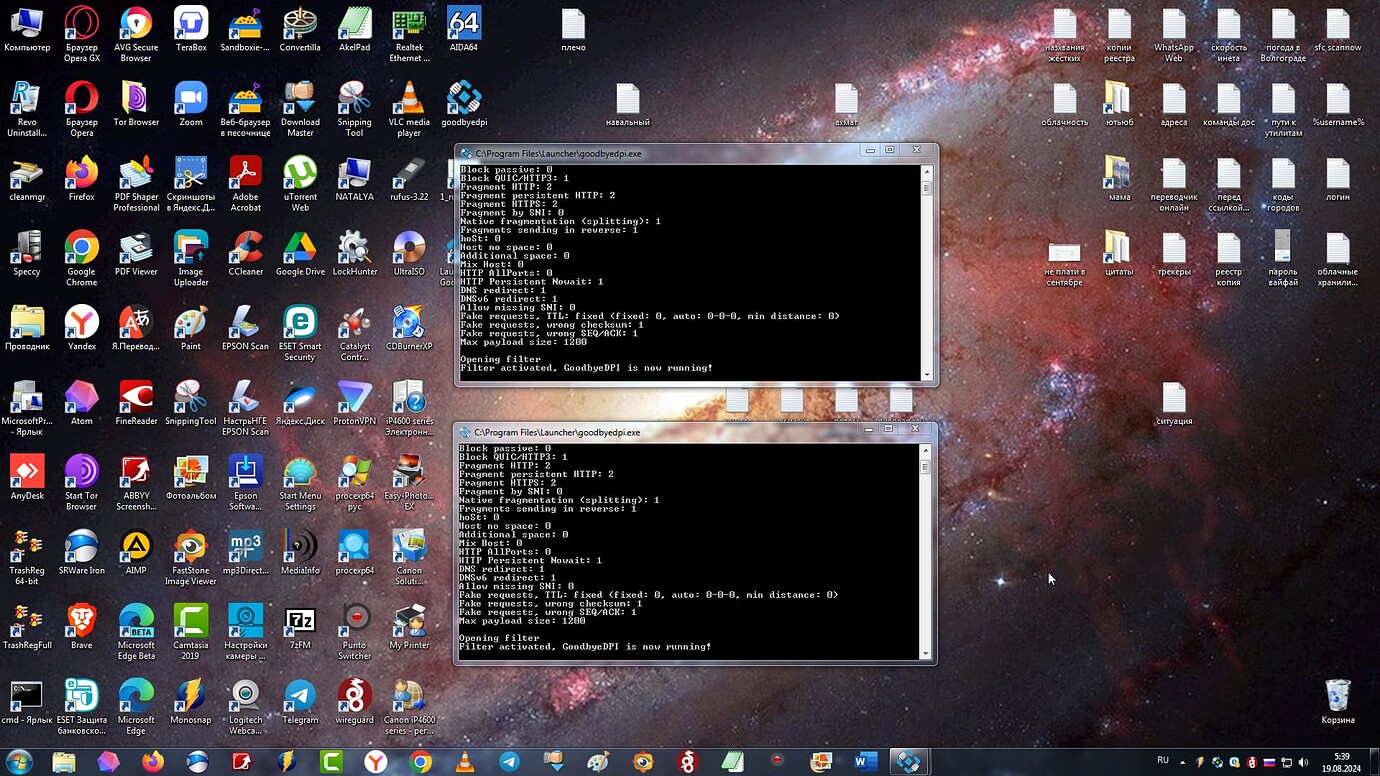 Компьютер
Браузер
Opera GX
AVG Secure
Browser
TeraBox
Sandboxie-...
Convertilla
AkelPad
Realtek
Ethernet ...
64
AIDA64
плечо
названия
жёстких
копии
реестра
WhatsApp
Web
скорость
инета
погода в
Волгограде
sfc scannow
Revo
Uninstall...
Браузер
Opera
Tor Browser
Zoom
Веб-браузер
в песочнице
Download
Master
Snipping
Tool
VLC media
player
goodbyedpi
навальный
ахмат
облачность
ютьюб
адреса
команды дос
пути к
утилитам
%username%
cleanmgr
Firefox
PDF Shaper
Professional
Скриншоты
в Яндекс.Д...
Adobe
Acrobat
uTorrent
Web
NATALYA
rufus-3.22
мама
переводчик
онлайн
перед
ссылкой...
коды
городов
логин
Speccy
Google
Chrome
PDF Viewer
Image
Uploader
CCleaner
Google Drive
LockHunter
UltraISO
не плати в
сентябре
цитаты
трекеры
реестр
копия
пароль
вайфай
облачные
хранили...
Проводник
Yandex
Я.Перевод...
Paint
EPSON Scan
ESET Smart
Security
Catalyst
Contr...
CDBurnerXP
MicrosoftPr...
- Ярлык
Atom
FineReader
SnippingTool
НастрЬНГЕ
EPSON Scan
Яндекс.Диск
ProtonVPN
iP4600 series
Электронн...
ситуация
AnyDesk
Start Tor
Browser
ABBYY
Screensh...
Фотоальбом
Epson
Softwa...
Start Menu
Settings
procexp64
рус
Easy-Photo...
EX
TrashReg
64-bit
SRWare Iron
AIMP
FastStone
Image Viewer
mp3
mp3Direct...
MediaInfo
procexp64
Canon
Soluti...
TrashRegFull
Brave
BETA
Microsoft
Edge Beta
Camtasia
2019
Настройки
камеры ...
7z
7zFM
Punto
Switcher
My Printer
cmd - Ярлык
ESET Защита
банковско...
Microsoft
Edge
Monosnap
Logitech
Webca...
Telegram
wireguard
Canon iP4600
series - рег...
Корзина
C:\Program Files\Launcher\goodbyedpi.exe
Block passive: 0
Block QUIC/HTTP3: 1
Fragment HTTP: 2
Fragment persistent HTTP: 2
Fragment HTTPS: 2
Fragment by SNI: 0
Native fragmentation (splitting): 1
Fragments sending in reverse: 1
hoSt: 0
Host no space: 0
Additional space: 0
Mix Host: 0
HTTP AllPorts: 0
HTTP Persistent Nowait: 1
DNS redirect: 1
DNSv6 redirect: 1
Allow missing SNI: 0
Fake requests, TTL: fixed (fixed: 0, auto: 0-0-0, min distance: 0)
Fake requests, wrong checksum: 1
Fake requests, wrong SEQ/ACK: 1
Max payload size: 1200
Opening filter
Filter activated, GoodbyeDPI is now running!
C:\Program Files\Launcher\goodbyedpi.exe
Block passive: 0
Block QUIC/HTTP3: 1
Fragment HTTP: 2
Fragment persistent HTTP: 2
Fragment HTTPS: 2
Fragment by SNI: 0
Native fragmentation (splitting): 1
Fragments sending in reverse: 1
hoSt: 0
Host no space: 0
Additional space: 0
Mix Host: 0
HTTP AllPorts: 0
HTTP Persistent Nowait: 1
DNS redirect: 1
DNSv6 redirect: 1
Allow missing SNI: 0
Fake requests, TTL: fixed (fixed: 0, auto: 0-0-0, min distance: 0)
Fake requests, wrong checksum: 1
Fake requests, wrong SEQ/ACK: 1
Max payload size: 1200
Opening filter
Filter activated, GoodbyeDPI is now running!
RU
5:39
19.08.2024